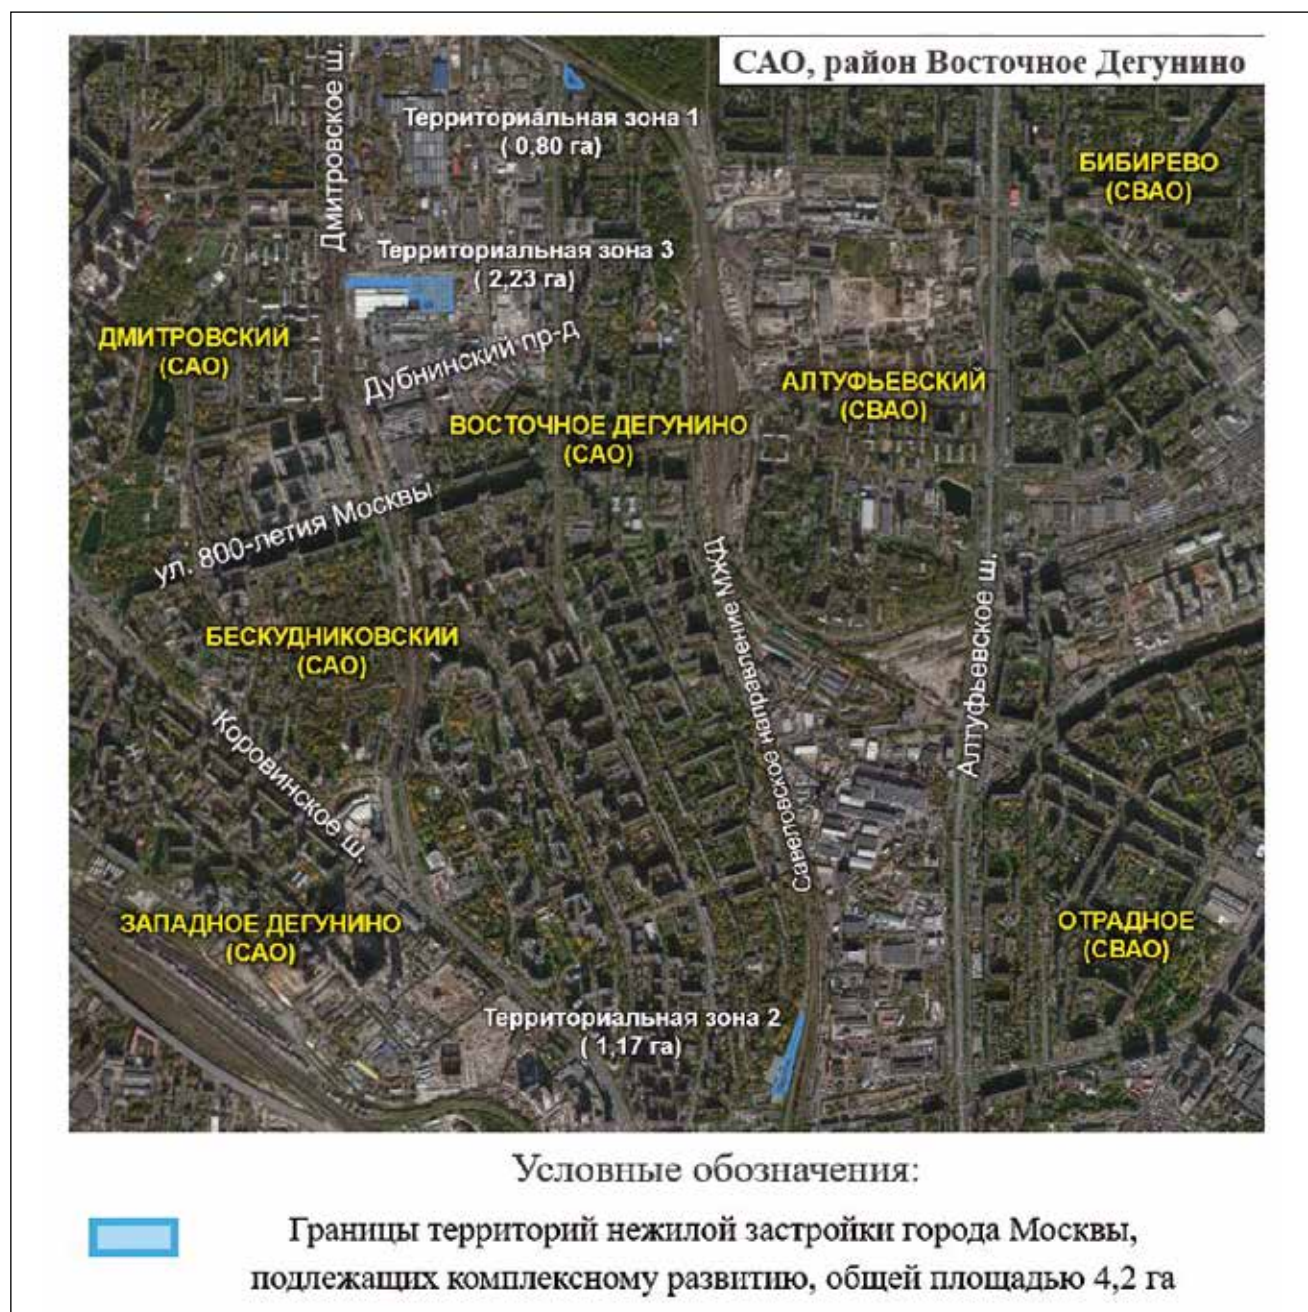 САО, район Восточное Дегунино
Дмитровское ш.
Территориальная зона 1
( 0,80 га)
БИБИРЕВО
(СВАО)
Территориальная зона 3
( 2,23 га)
ДМИТРОВСКИЙ
(САО)
Дубнинский пр-д
АЛТУФЬЕВСКИЙ
(СВАО)
ВОСТОЧНОЕ ДЕГУНИНО
(САО)
ул. 800-летия Москвы
Савеловское направление МЖД
Алтуфьевское ш.
БЕСКУДНИКОВСКИЙ
(САО)
Коровинское ш.
ЗАПАДНОЕ ДЕГУНИНО
(САО)
ОТРАДНОЕ
(СВАО)
Территориальная зона 2
( 1,17 га)
Условные обозначения:
Границы территорий нежилой застройки города Москвы,
подлежащих комплексному развитию, общей площадью 4,2 га